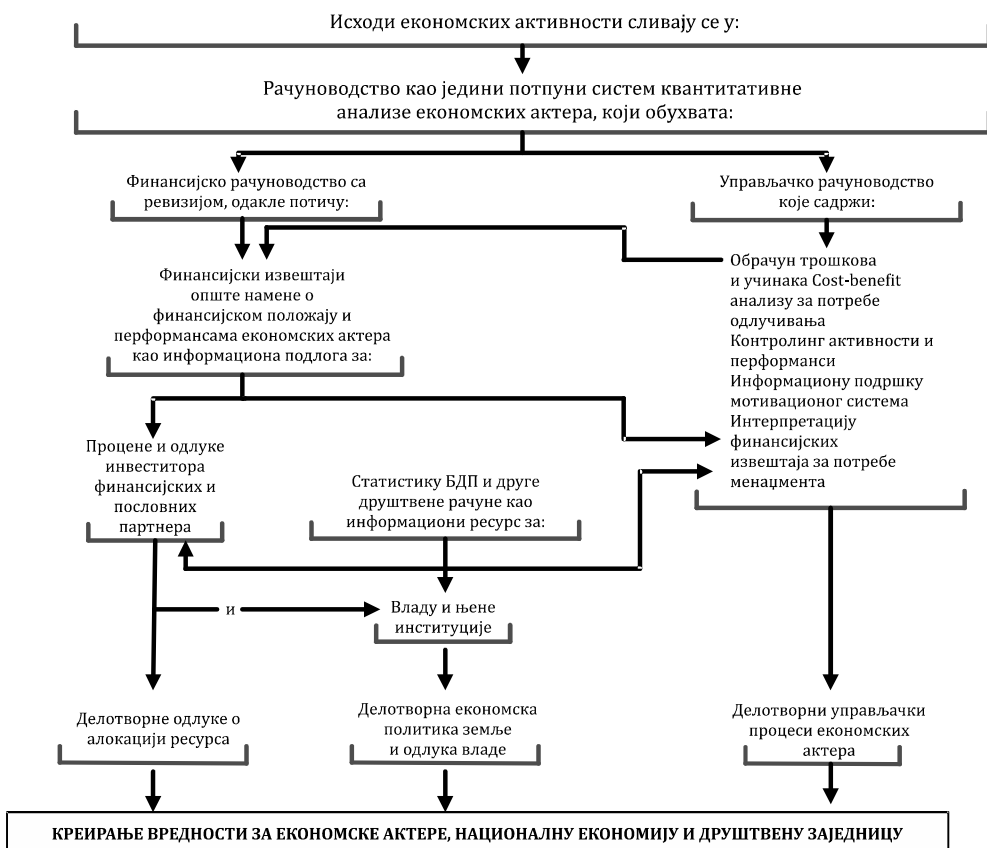 Исходи економских активности сливају се у:
Рачуноводство као једини потпуни систем квантитативне
анализе економских актера, који обухвата:
Финансијско рачуноводство са
ревизијом, одакле потичу:
Управљачко рачуноводство
које садржи:
Финансијски извештаји
опште намене о
финансијском положају и
перформансама економских актера
као информациона подлога за:
Обрачун трошкова
и учинака Cost-benefit
анализу за потребе
одлучивања
Контролинг активности и
перформанси
Информациону подршку
мотивационог система
Интерпретацију
финансијских
извештаја за потребе
менаџмента
Процене и одлуке
инвеститора
финансијских и
пословних
партнера
Статистику БДП и друге
друштвене рачуне као
информациони ресурс за:
и
Владу и њене
институције
Делотворне одлуке о
алокацији ресурса
Делотворна економска
политика земље
и одлука владе
Делотворни управљачки
процеси економских
актера
КРЕИРАЊЕ ВРЕДНОСТИ ЗА ЕКОНОМСКЕ АКТЕРЕ, НАЦИОНАЛНУ ЕКОНОМИЈУ И ДРУШТВЕНУ ЗАЈЕДНИЦУ